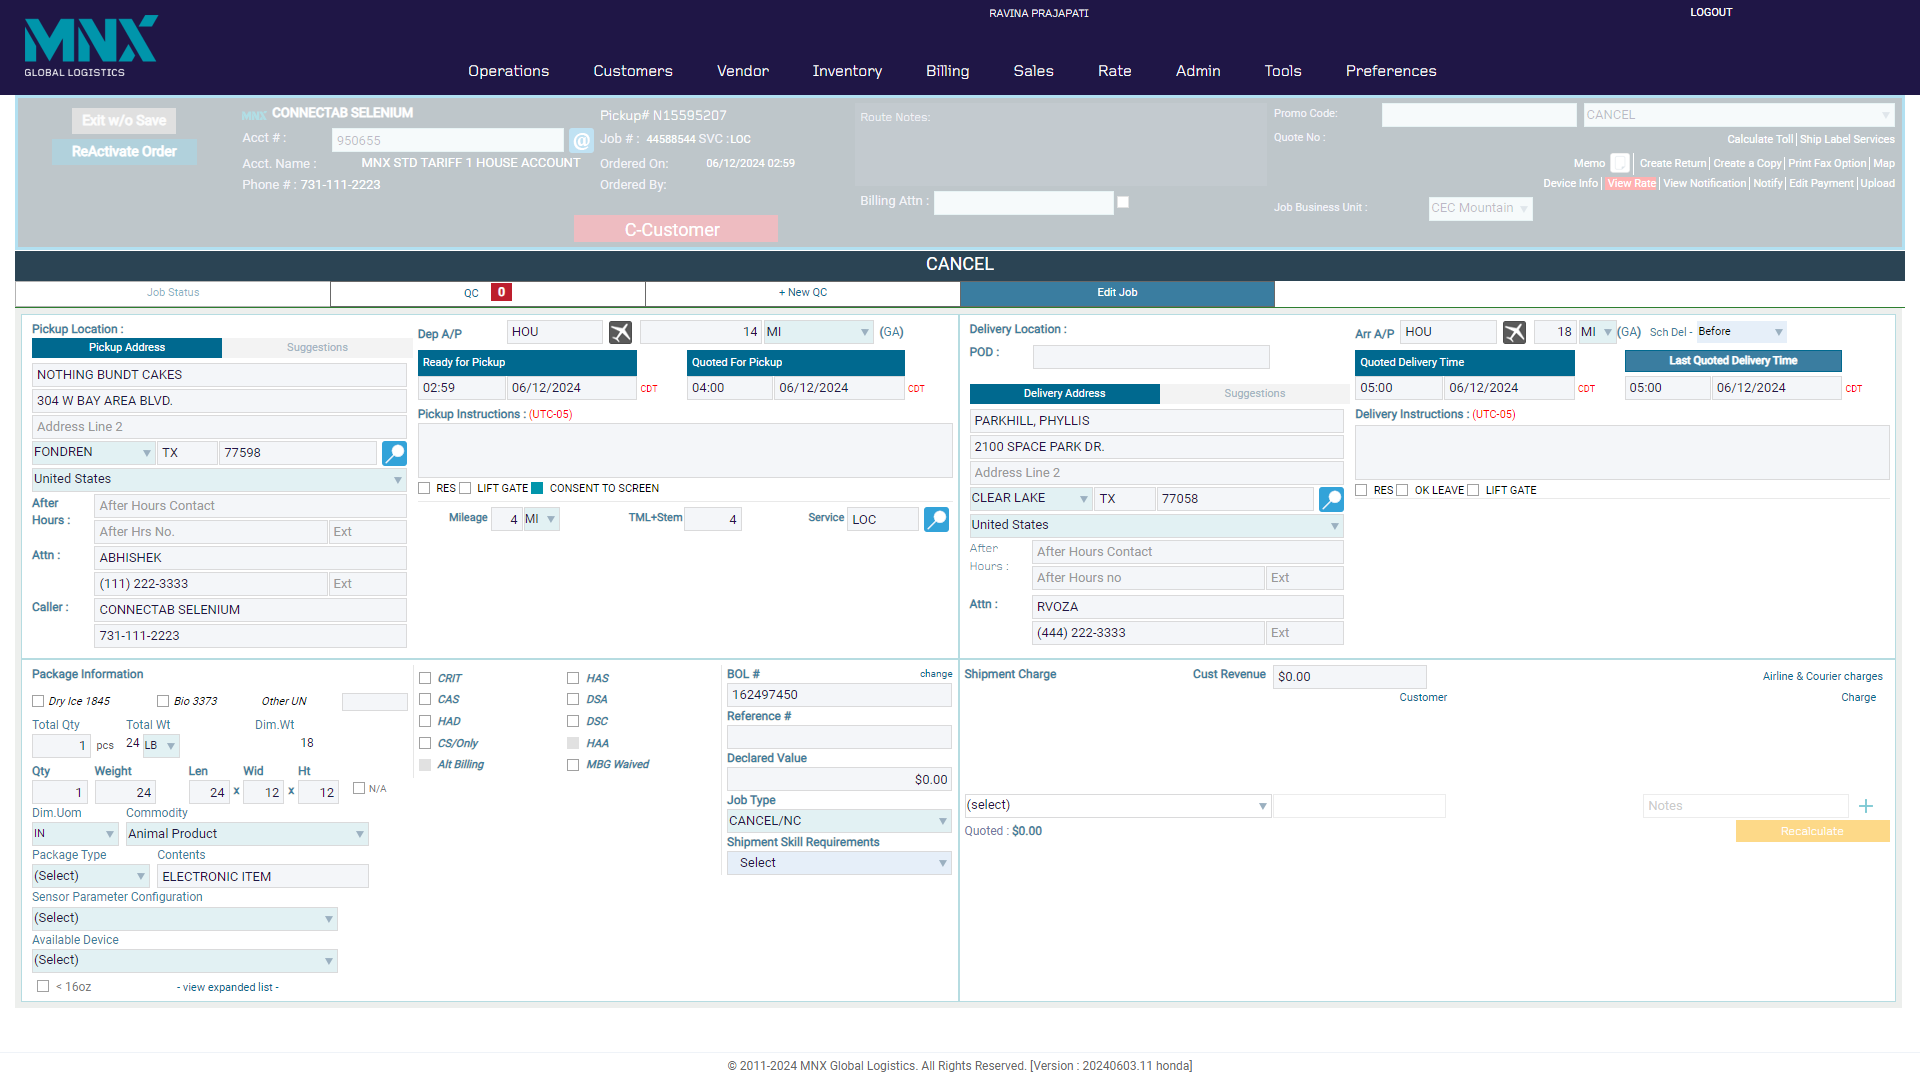 MNX
GLOBAL LOGISTICS
RAVINA PRAJAPATI
LOGOUT
Operations
Customers
Vendor
Inventory
Billing
Sales
Rate
Admin
Tools
Preferences
Exit w/o Save
ReActivate Order
MNX CONNECTAB SELENIUM
Acct # : 950655 @
Acct. Name : MNX STD TARIFF 1 HOUSE ACCOUNT
Phone # : 731-111-2223
Pickup# N15595207
Job # : 44588544 SVC :LOC
Ordered On: 06/12/2024 02:59
Ordered By:
C-Customer
Route Notes:
Billing Attn :
Promo Code: CANCEL
Quote No :
Calculate Toll | Ship Label Services
Memo | Create Return | Create a Copy | Print Fax Option | Map
Device Info | View Rate | View Notification | Notify | Edit Payment | Upload
Job Business Unit : CEC Mountain
CANCEL
Job Status
QC 0
+ New QC
Edit Job
Pickup Location :
Pickup Address
Suggestions
NOTHING BUNDT CAKES
304 W BAY AREA BLVD.
Address Line 2
FONDREN TX 77598
United States
After Hours : After Hours Contact
After Hrs No. Ext
Attn : ABHISHEK
(111) 222-3333 Ext
Caller : CONNECTAB SELENIUM
731-111-2223
Dep A/P HOU 14 MI (GA)
Ready for Pickup
02:59 06/12/2024 CDT
Quoted For Pickup
04:00 06/12/2024 CDT
Pickup Instructions : (UTC-05)
RES LIFT GATE CONSENT TO SCREEN
Mileage 4 MI TML+Stem 4 Service LOC
Delivery Location :
POD :
Delivery Address
Suggestions
PARKHILL, PHYLLIS
2100 SPACE PARK DR.
Address Line 2
CLEAR LAKE TX 77058
United States
After Hours : After Hours Contact
After Hours no Ext
Attn : RVOZA
(444) 222-3333 Ext
Arr A/P HOU 18 MI (GA) Sch Del - Before
Quoted Delivery Time
05:00 06/12/2024 CDT
Last Quoted Delivery Time
05:00 06/12/2024 CDT
Delivery Instructions : (UTC-05)
RES OK LEAVE LIFT GATE
Package Information
Dry Ice 1845 Bio 3373 Other UN
Total Qty Total Wt Dim.Wt
1 pcs 24 LB 18
Qty Weight Len Wid Ht
1 24 24 x 12 x 12 N/A
Dim.Uom Commodity
IN Animal Product
Package Type Contents
(Select) ELECTRONIC ITEM
Sensor Parameter Configuration
(Select)
Available Device
(Select)
< 16oz - view expanded list -
CRIT HAS
CAS DSA
HAD DSC
CS/Only HAA
Alt Billing MBG Waived
BOL # change
162497450
Reference #
Declared Value
$0.00
Job Type
CANCEL/NC
Shipment Skill Requirements
Select
Shipment Charge Cust Revenue $0.00 Airline & Courier charges
Customer Charge
(select) Notes +
Quoted : $0.00 Recalculate
© 2011-2024 MNX Global Logistics. All Rights Reserved. [Version : 20240603.11 honda]